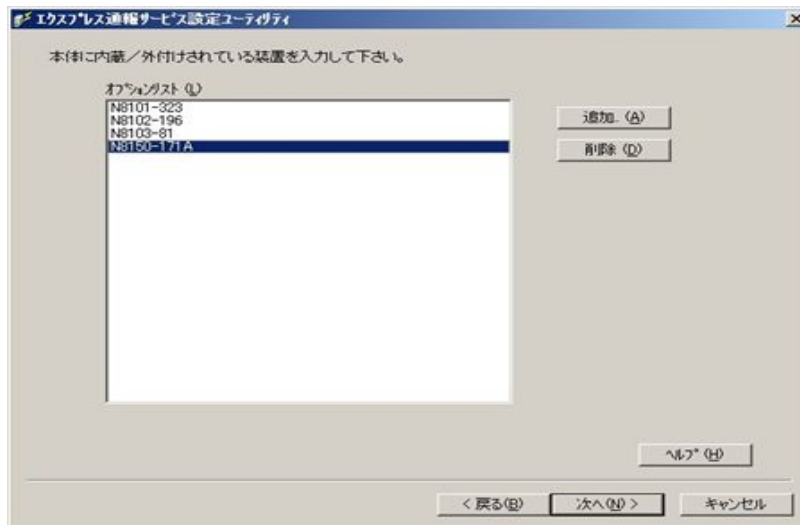 エクスプレス通報サービス設定ユーティリティ
本体に内蔵／外付けされている装置を入力して下さい。
オプションリスト (L)
N8101-323
N8102-196
N8103-81
N8150-171A
追加.. (A)
削除 (D)
ヘルプ (H)
< 戻る(B)
次へ(N) >
キャンセル